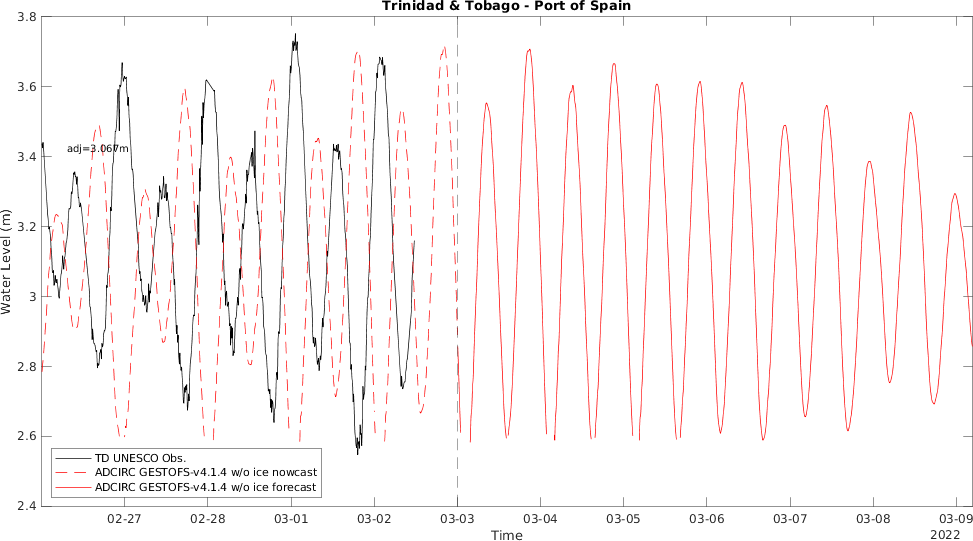 Trinidad & Tobago - Port of Spain
3.8
3.6
3.4
3.2
3
2.8
2.6
2.4
Water Level (m)
adj=3.067m
TD UNESCO Obs.
ADCIRC GESTOFS-v4.1.4 w/o ice nowcast
ADCIRC GESTOFS-v4.1.4 w/o ice forecast
02-27 02-28 03-01 03-02 03-03 03-04 03-05 03-06 03-07 03-08 03-09
Time 2022